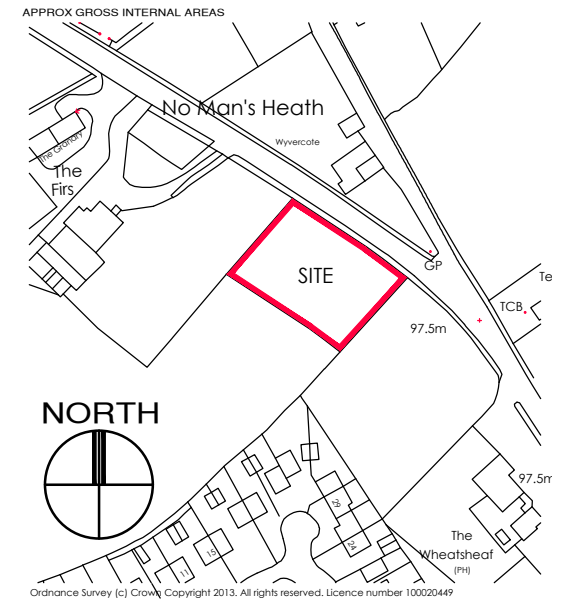 APPROX GROSS INTERNAL AREAS
No Man's Heath
Wyvercote
The Granary
The
Firs
SITE
GP
Te
TCB
97.5m
NORTH
97.5m
29
24
15
11
The
Wheatsheaf
(PH)
Ordnance Survey (c) Crown Copyright 2013. All rights reserved. Licence number 100020449